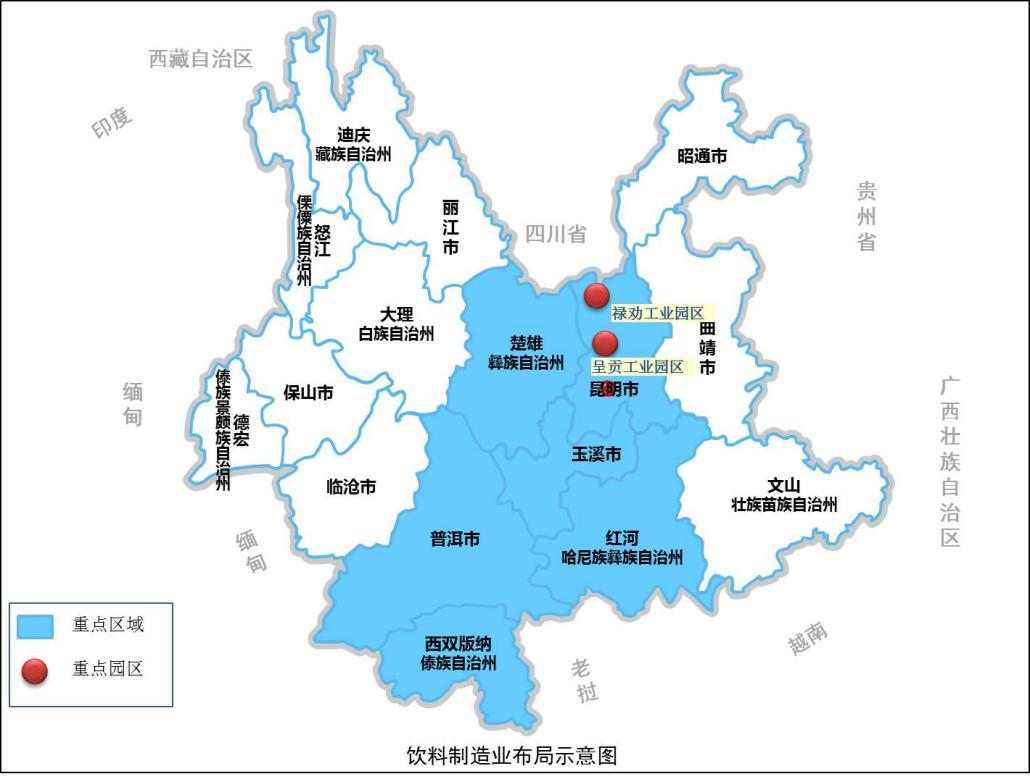 西藏自治区
印度
迪庆
藏族自治州
昭通市
贵州省
丽江市
四川省
怒江
傈僳族自治州
禄劝工业园区
大理
白族自治州
楚雄
彝族自治州
曲靖市
呈贡工业园区
昆明市
缅甸
保山市
德宏
傣族景颇族自治州
广西壮族自治区
玉溪市
临沧市
文山
壮族苗族自治州
普洱市
红河
哈尼族彝族自治州
缅甸
重点区域
重点园区
西双版纳
傣族自治州
老挝
越南
饮料制造业布局示意图